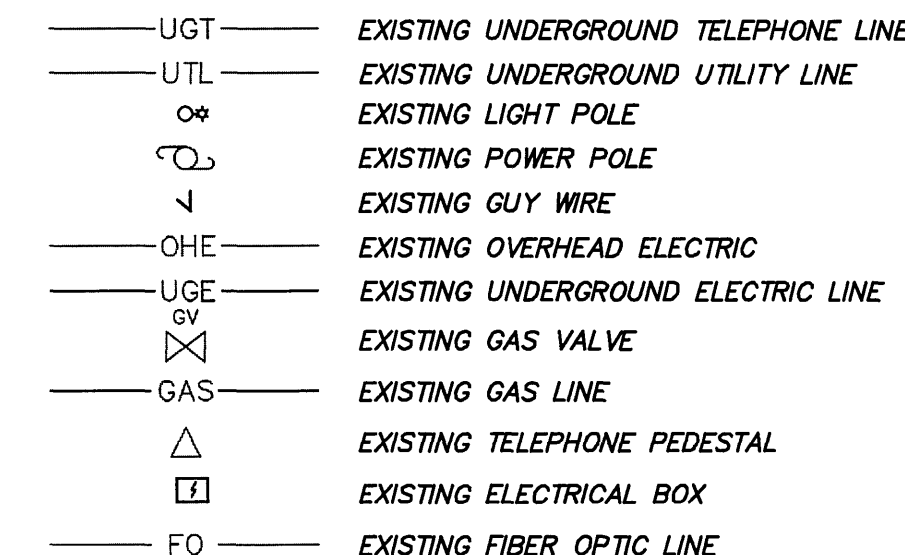 UGT EXISTING UNDERGROUND TELEPHONE LINE
UTL EXISTING UNDERGROUND UTILITY LINE
EXISTING LIGHT POLE
EXISTING POWER POLE
EXISTING GUY WIRE
OHE EXISTING OVERHEAD ELECTRIC
UGE EXISTING UNDERGROUND ELECTRIC LINE
GV
EXISTING GAS VALVE
GAS EXISTING GAS LINE
EXISTING TELEPHONE PEDESTAL
EXISTING ELECTRICAL BOX
FO EXISTING FIBER OPTIC LINE